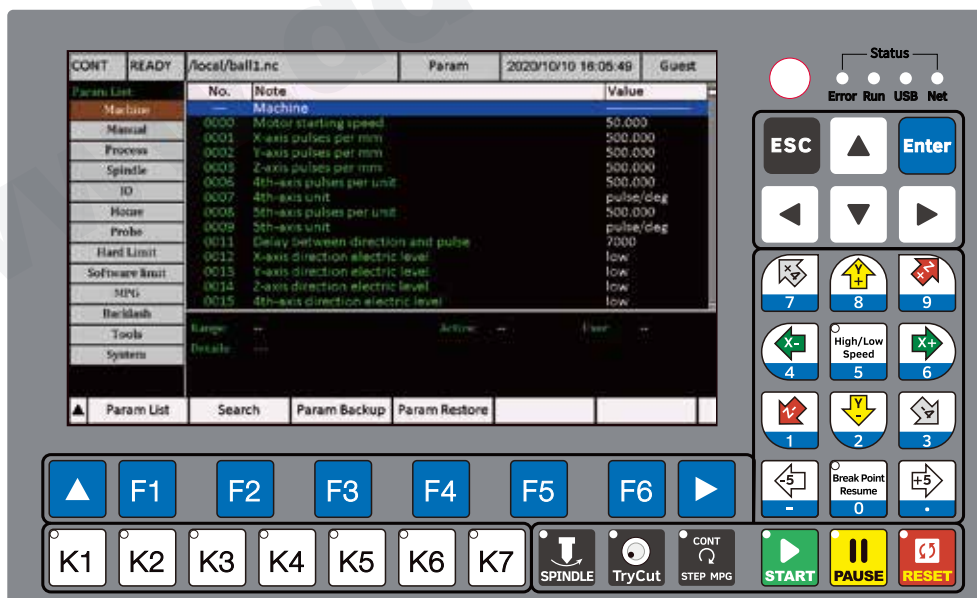 CONT READY /local/ball1.nc Param 2020/10/10 16:05:49 Guest
Param List No. Note Value
Machine
Manual
Process
Spindle
IO
Home
Probe
Hard Limit
Software limit
MPG
Backlash
Tools
System
— Machine
0000 Motor starting speed 50.000
0001 X-axis pulses per mm 500.000
0002 Y-axis pulses per mm 500.000
0003 Z-axis pulses per mm 500.000
0006 4th-axis pulses per unit 500.000
0007 4th-axis unit pulse/deg
0008 5th-axis pulses per unit 500.000
0009 5th-axis unit pulse/deg
0011 Delay between direction and pulse 7000
0012 X-axis direction electric level low
0013 Y-axis direction electric level low
0014 Z-axis direction electric level low
0015 4th-axis direction electric level low
Range: -- Active: -- User: --
Details: ---
▲ Param List Search Param Backup Param Restore
Status
Error Run USB Net
ESC Enter
4- Y+ Z+
7 8 9
X- High/Low Speed X+
4 5 6
Z- Y- 4
1 2 3
-5 Break Point Resume +5
- 0 .
F1 F2 F3 F4 F5 F6
K1 K2 K3 K4 K5 K6 K7
SPINDLE TryCut CONT STEP MPG START PAUSE RESET